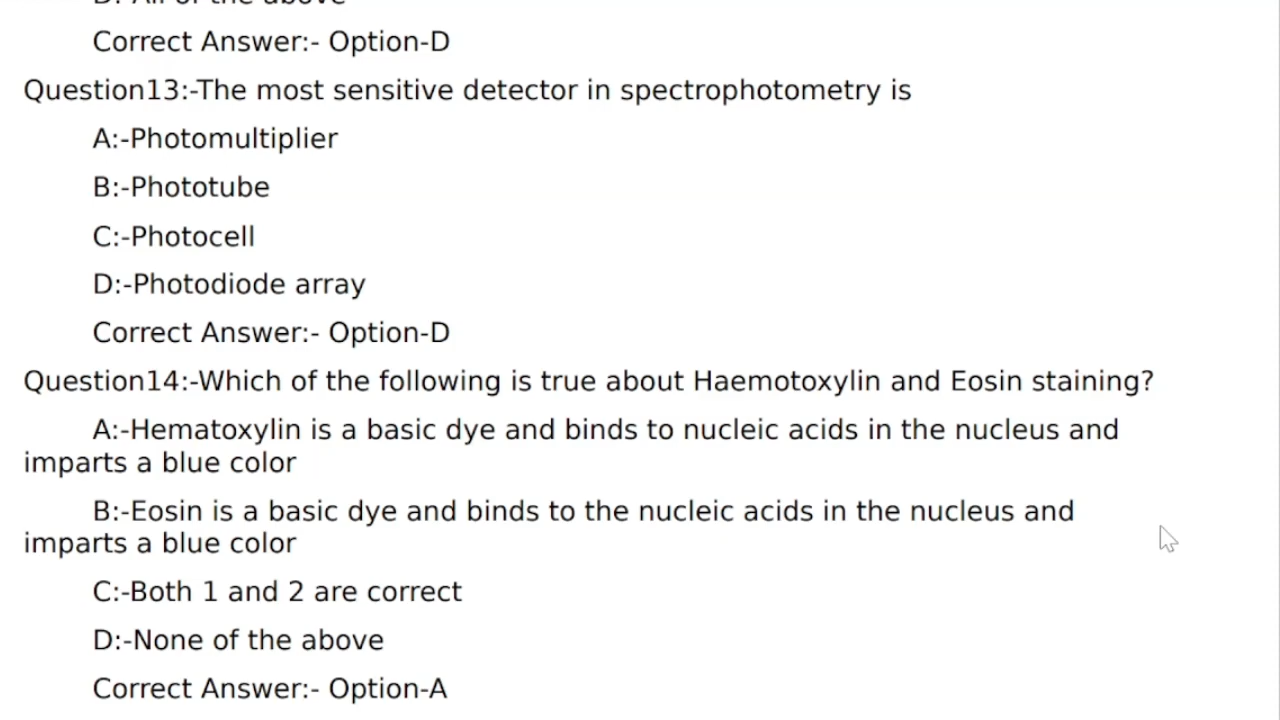 D:-All of the above
Correct Answer:- Option-D
Question13:-The most sensitive detector in spectrophotometry is
A:-Photomultiplier
B:-Phototube
C:-Photocell
D:-Photodiode array
Correct Answer:- Option-D
Question14:-Which of the following is true about Haemotoxylin and Eosin staining?
A:-Hematoxylin is a basic dye and binds to nucleic acids in the nucleus and
imparts a blue color
B:-Eosin is a basic dye and binds to the nucleic acids in the nucleus and
imparts a blue color
C:-Both 1 and 2 are correct
D:-None of the above
Correct Answer:- Option-A